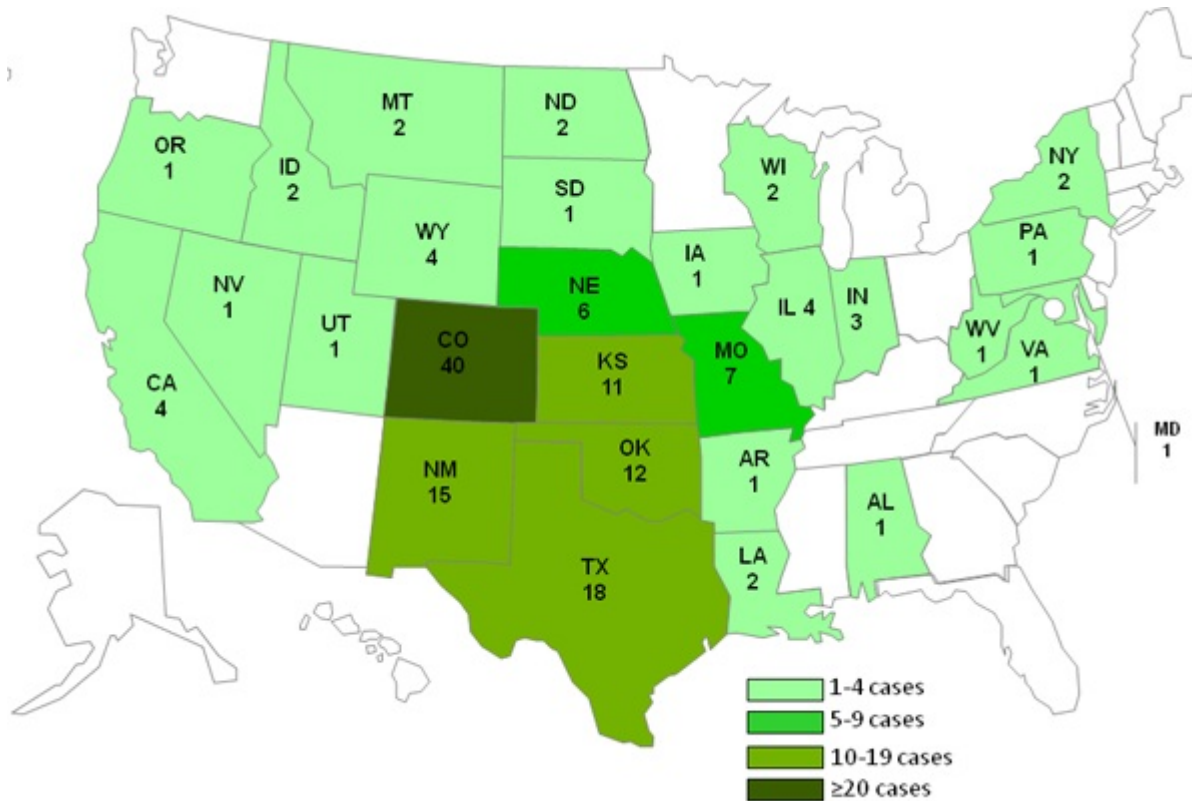 MT
2
ND
2
OR
1
ID
2
WI
2
NY
2
SD
1
WY
4
PA
1
IA
1
NV
1
NE
6
IL 4
IN
3
UT
1
WV
1
VA
1
CO
40
MO
7
KS
11
CA
4
MD
1
NM
15
OK
12
AR
1
AL
1
LA
2
TX
18
1-4 cases
5-9 cases
10-19 cases
≥20 cases